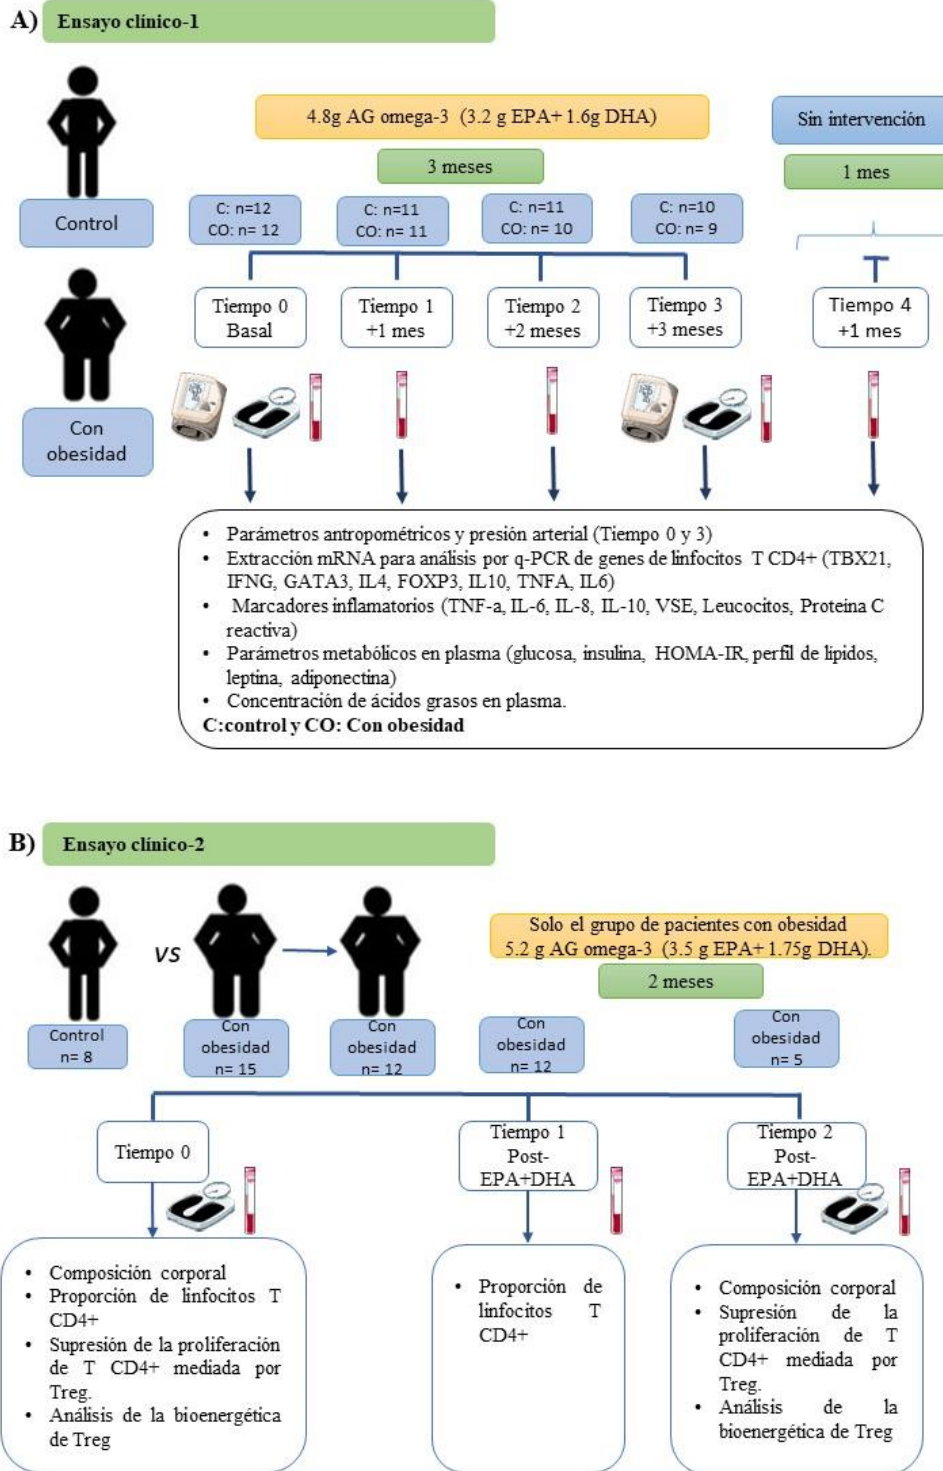 A) Ensayo clínico-1
4.8g AG omega-3 (3.2 g EPA+ 1.6g DHA)
Sin intervención
3 meses
1 mes
Control
C: n=12
CO: n= 12
C: n=11
CO: n= 11
C: n=11
CO: n= 10
C: n=10
CO: n= 9
Tiempo 0
Basal
Tiempo 1
+1 mes
Tiempo 2
+2 meses
Tiempo 3
+3 meses
Tiempo 4
+1 mes
Con
obesidad
• Parámetros antropométricos y presión arterial (Tiempo 0 y 3)
• Extracción mRNA para análisis por q-PCR de genes de linfocitos T CD4+ (TBX21,
IFNG, GATA3, IL4, FOXP3, IL10, TNFA, IL6)
• Marcadores inflamatorios (TNF-a, IL-6, IL-8, IL-10, VSE, Leucocitos, Proteina C
reactiva)
• Parámetros metabólicos en plasma (glucosa, insulina, HOMA-IR, perfil de lípidos,
leptina, adiponectina)
• Concentración de ácidos grasos en plasma.
C:control y CO: Con obesidad
B) Ensayo clínico-2
vs
Solo el grupo de pacientes con obesidad
5.2 g AG omega-3 (3.5 g EPA+ 1.75g DHA).
2 meses
Control
n= 8
Con
obesidad
n= 15
Con
obesidad
n= 12
Con
obesidad
n= 12
Con
obesidad
n= 5
Tiempo 0
Tiempo 1
Post-
EPA+DHA
Tiempo 2
Post-
EPA+DHA
• Composición corporal
• Proporción de linfocitos T
CD4+
• Supresión de la proliferación
de T CD4+ mediada por
Treg.
• Análisis de la bioenergética
de Treg
• Proporción de
linfocitos T
CD4+
• Composición corporal
• Supresión de la
proliferación de T
CD4+ mediada por
Treg.
• Análisis de la
bioenergética de Treg